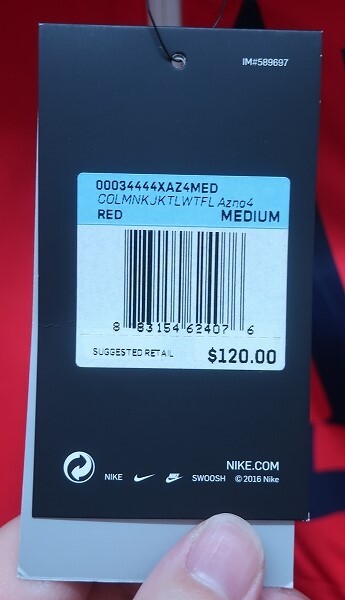 IM#589697
00034444XAZ4MED
COLMNKJKTLWTFL Azna4
RED MEDIUM
8 83154 62407 6
SUGGESTED RETAIL $120.00
NIKE.COM
NIKE SWOOSH © 2016 Nike